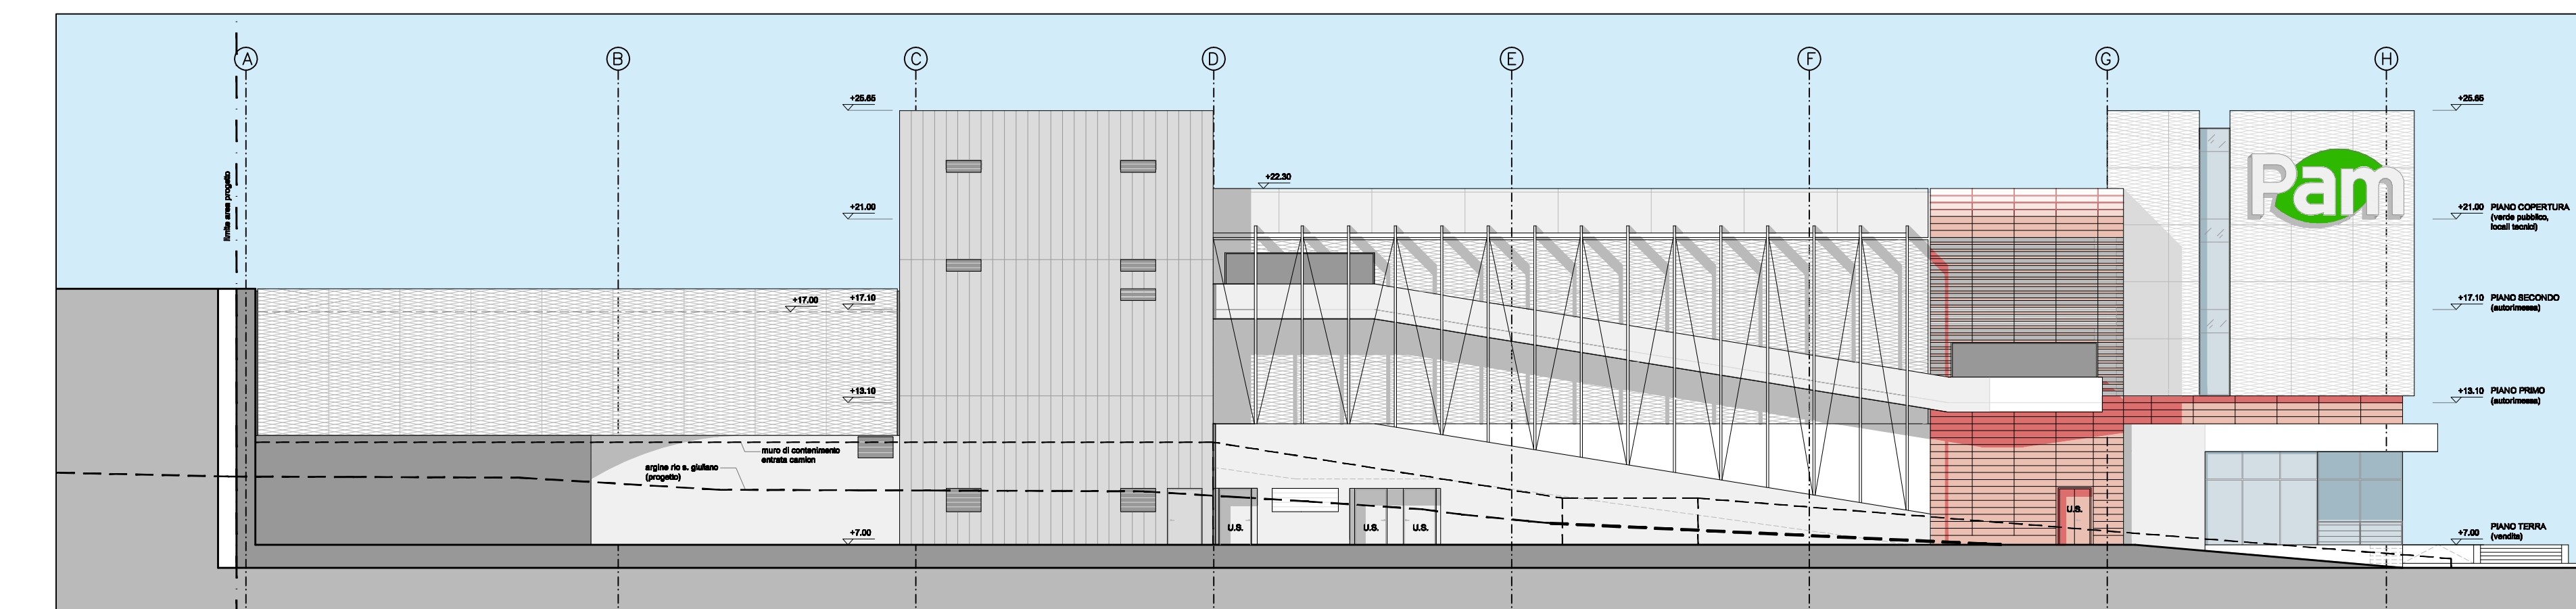 A B C D E F G H
limite area progetto
+25.65
+25.65
+22.30
Pam
+21.00
+21.00 PIANO COPERTURA
(verde pubblico,
locali tecnici)
+17.00
+17.10
+17.10 PIANO SECONDO
(autorimessa)
+13.10
+13.10 PIANO PRIMO
(autorimessa)
muro di contenimento
entrata camion
argine rio s. giuliano
(progetto)
U.S.
U.S.
U.S.
U.S.
+7.00
+7.00 PIANO TERRA
(vendita)